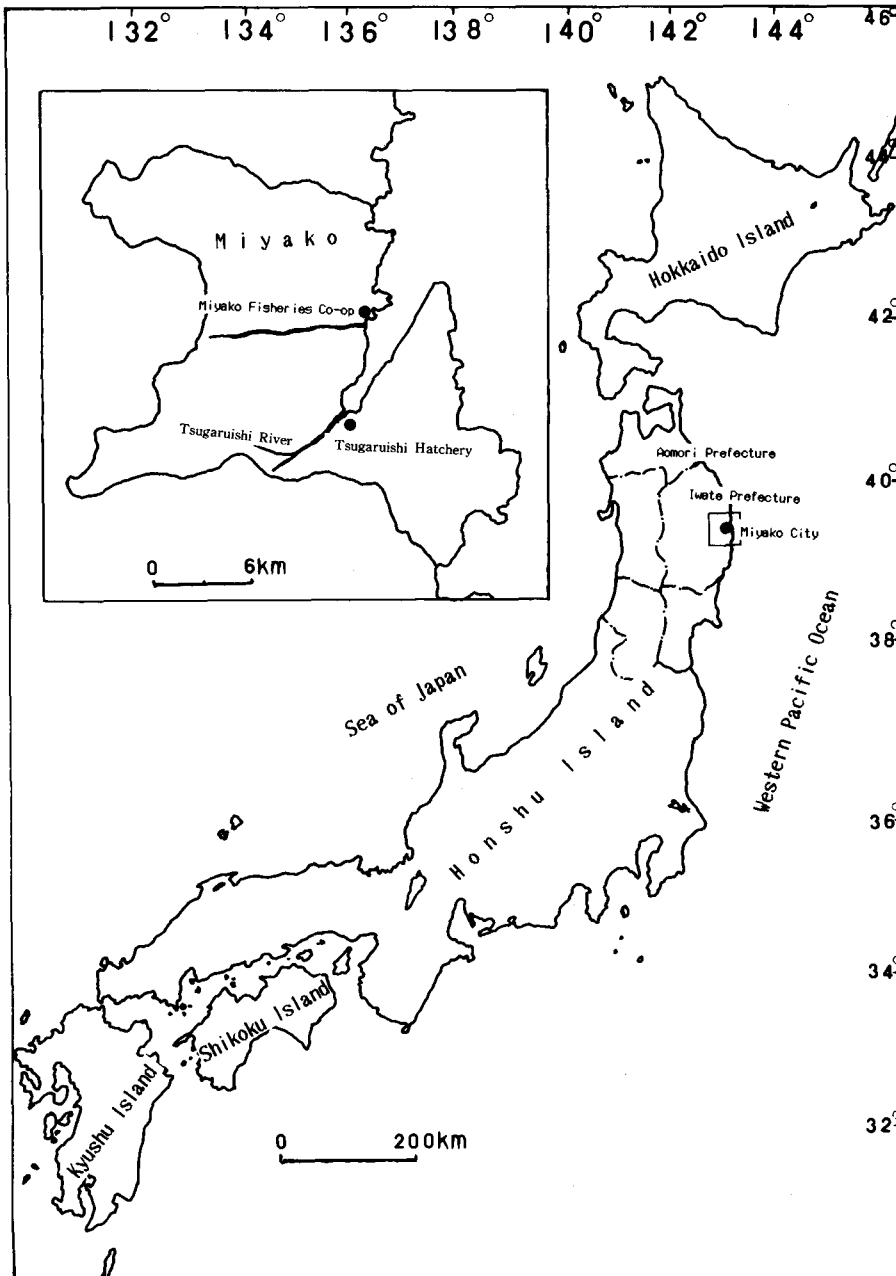 132° 134° 136° 138° 140° 142° 144° 46°
44°
Miyako
Hokkaido Island
Miyako Fisheries Co-op
42°
Tsugaruishi River
Tsugaruishi Hatchery
Aomori Prefecture
40°
Iwate Prefecture
Miyako City
0 6km
38°
Sea of Japan
Western Pacific Ocean
Honshu Island
36°
34°
Shikoku Island
Kyushu Island
32°
0 200km